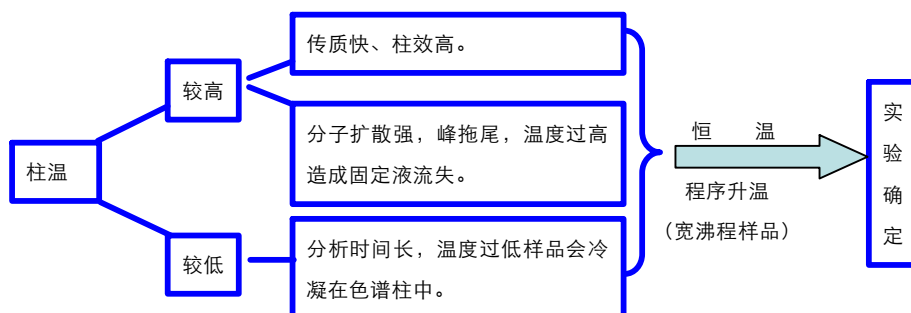 柱温
较高
传质快、柱效高。
分子扩散强，峰拖尾，温度过高
造成固定液流失。
较低
分析时间长，温度过低样品会冷
凝在色谱柱中。
恒 温
程序升温
（宽沸程样品）
实
验
确
定